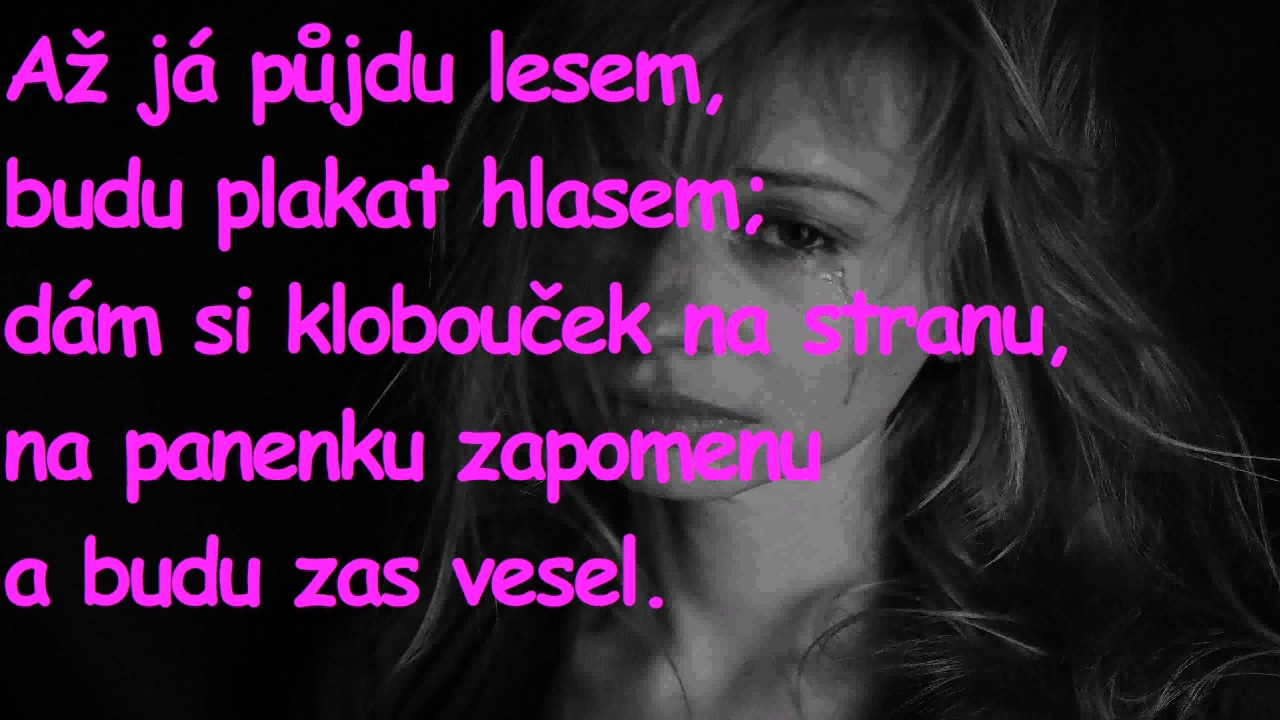 Až já půjdu lesem,
budu plakat hlasem;
dám si klobouček na stranu,
na panenku zapomenu
a budu zas vesel.